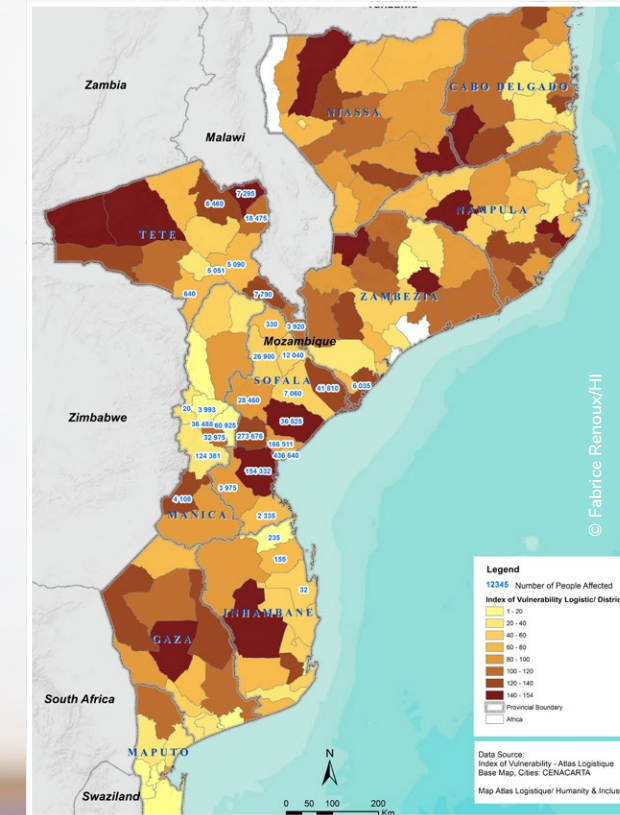 Zambia
Malawi
CABO DELGADO
NIASSA
NAMPULA
7 295
6 460
18 475
TETE
5 090
5 051
ZAMBEZIA
640
7 790
330
3 920
Mozambique
26 900
12 040
SOFALA
41 810
6 035
7 060
28 460
20
3 993
Zimbabwe
36 488
60 925
32 975
273 676
166 511
436 640
124 381
154 332
3 975
4 108
MANICA
2 335
235
155
32
INHAMBANE
GAZA
South Africa
MAPUTO
Swaziland
N
0 50 100 200
Km
© Fabrice Renoux/HI
Legend
12345 Number of People Affected
Index of Vulnerability Logistic/ Distric
1 - 20
20 - 40
40 - 60
60 - 80
80 - 100
100 - 120
120 - 140
140 - 154
Provincial Boundary
Africa
Data Source:
Index of Vulnerability - Atlas Logistique
Base Map, Cities: CENACARTA
Map Atlas Logistique/ Humanity & Inclus